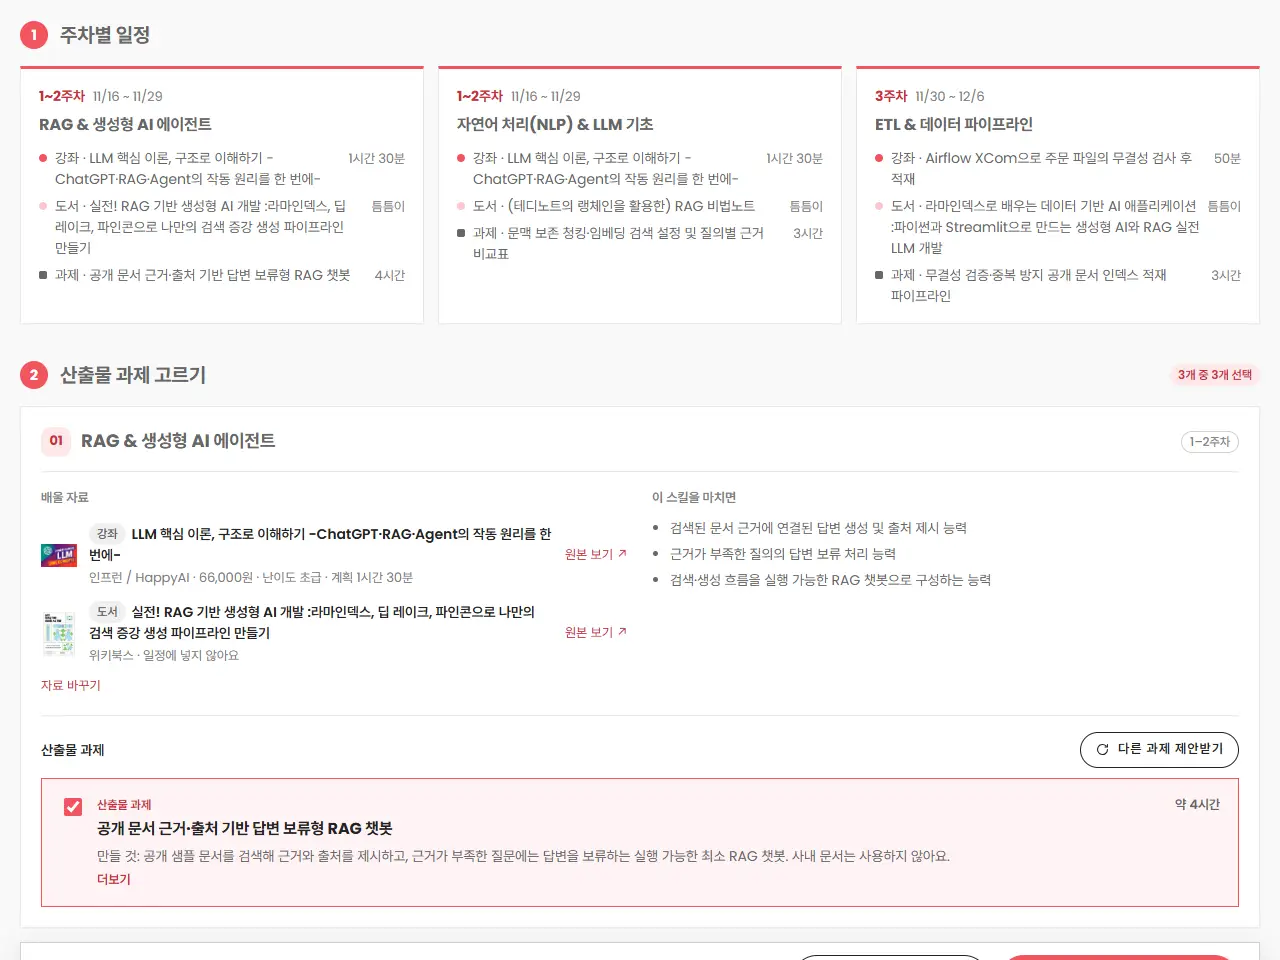 1 주차별 일정
1~2주차 11/16 ~ 11/29
RAG & 생성형 AI 에이전트
강좌 · LLM 핵심 이론, 구조로 이해하기 - 1시간 30분
ChatGPT·RAG·Agent의 작동 원리를 한 번에-
도서 · 실전! RAG 기반 생성형 AI 개발 :라마인덱스, 딥 틈틈이
레이크, 파인콘으로 나만의 검색 증강 생성 파이프라인
만들기
과제 · 공개 문서 근거·출처 기반 답변 보류형 RAG 챗봇 4시간
1~2주차 11/16 ~ 11/29
자연어 처리(NLP) & LLM 기초
강좌 · LLM 핵심 이론, 구조로 이해하기 - 1시간 30분
ChatGPT·RAG·Agent의 작동 원리를 한 번에-
도서 · (테디노트의 랭체인을 활용한) RAG 비법노트 틈틈이
과제 · 문맥 보존 청킹·임베딩 검색 설정 및 질의별 근거 3시간
비교표
3주차 11/30 ~ 12/6
ETL & 데이터 파이프라인
강좌 · Airflow XCom으로 주문 파일의 무결성 검사 후 50분
적재
도서 · 라마인덱스로 배우는 데이터 기반 AI 애플리케이션 틈틈이
:파이썬과 Streamlit으로 만드는 생성형 AI와 RAG 실전
LLM 개발
과제 · 무결성 검증·중복 방지 공개 문서 인덱스 적재 3시간
파이프라인
2 산출물 과제 고르기 3개 중 3개 선택
01 RAG & 생성형 AI 에이전트 1–2주차
배울 자료
강좌 LLM 핵심 이론, 구조로 이해하기 -ChatGPT·RAG·Agent의 작동 원리를 한
번에-
원본 보기 ↗
인프런 / HappyAI · 66,000원 · 난이도 초급 · 계획 1시간 30분
도서 실전! RAG 기반 생성형 AI 개발 :라마인덱스, 딥 레이크, 파인콘으로 나만의
검색 증강 생성 파이프라인 만들기
원본 보기 ↗
위키북스 · 일정에 넣지 않아요
자료 바꾸기
이 스킬을 마치면
검색된 문서 근거에 연결된 답변 생성 및 출처 제시 능력
근거가 부족한 질의의 답변 보류 처리 능력
검색·생성 흐름을 실행 가능한 RAG 챗봇으로 구성하는 능력
산출물 과제 다른 과제 제안받기
산출물 과제 약 4시간
공개 문서 근거·출처 기반 답변 보류형 RAG 챗봇
만들 것: 공개 샘플 문서를 검색해 근거와 출처를 제시하고, 근거가 부족한 질문에는 답변을 보류하는 실행 가능한 최소 RAG 챗봇. 사내 문서는 사용하지 않아요.
더보기